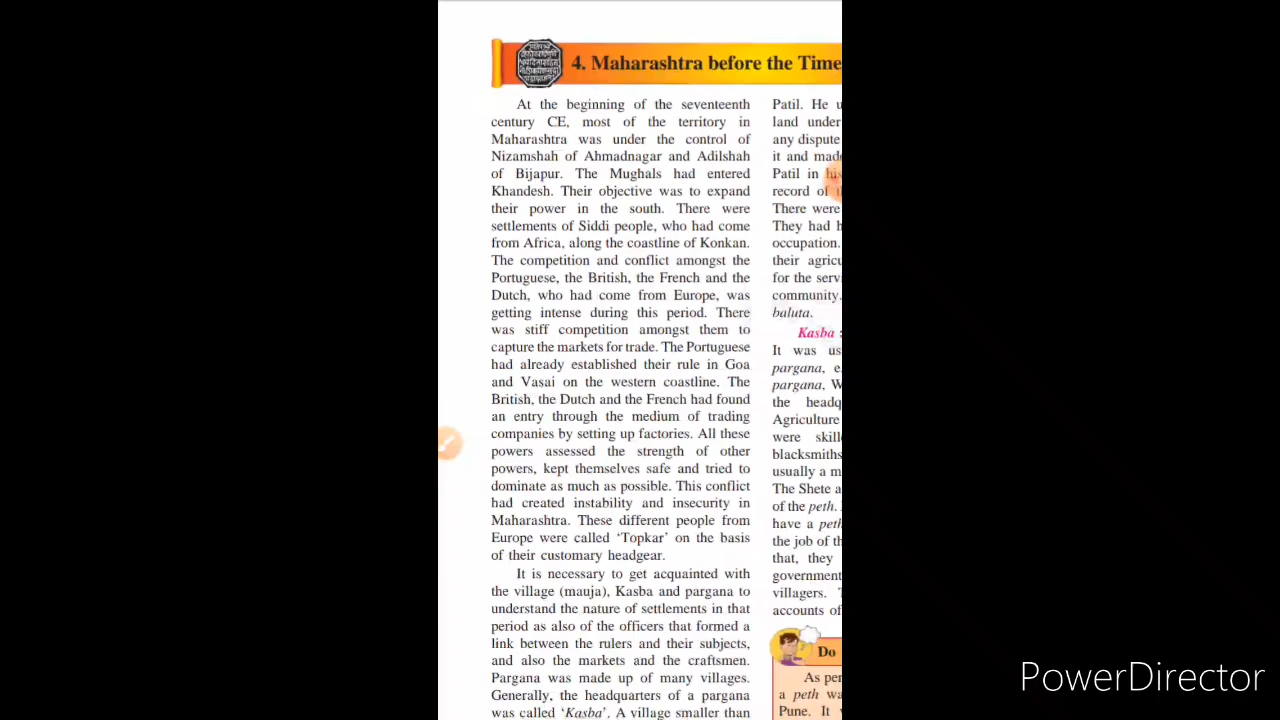 4. Maharashtra before the Time
At the beginning of the seventeenth
century CE, most of the territory in
Maharashtra was under the control of
Nizamshah of Ahmadnagar and Adilshah
of Bijapur. The Mughals had entered
Khandesh. Their objective was to expand
their power in the south. There were
settlements of Siddi people, who had come
from Africa, along the coastline of Konkan.
The competition and conflict amongst the
Portuguese, the British, the French and the
Dutch, who had come from Europe, was
getting intense during this period. There
was stiff competition amongst them to
capture the markets for trade. The Portuguese
had already established their rule in Goa
and Vasai on the western coastline. The
British, the Dutch and the French had found
an entry through the medium of trading
companies by setting up factories. All these
powers assessed the strength of other
powers, kept themselves safe and tried to
dominate as much as possible. This conflict
had created instability and insecurity in
Maharashtra. These different people from
Europe were called ‘Topkar’ on the basis
of their customary headgear.
It is necessary to get acquainted with
the village (mauja), Kasba and pargana to
understand the nature of settlements in that
period as also of the officers that formed a
link between the rulers and their subjects,
and also the markets and the craftsmen.
Pargana was made up of many villages.
Generally, the headquarters of a pargana
was called ‘Kasba’. A village smaller than
Patil. He u
land under
any dispute
it and made
Patil in his
record of
There were
They had h
occupation.
their agricu
for the servi
community.
baluta.
Kasba :
It was us
pargana, e.
pargana, W
the headq
Agriculture
were skille
blacksmiths
usually a m
The Shete a
of the peth.
have a peth
the job of th
that, they
government
villagers.
accounts of
Do
As per
a peth wa
Pune. It
PowerDirector